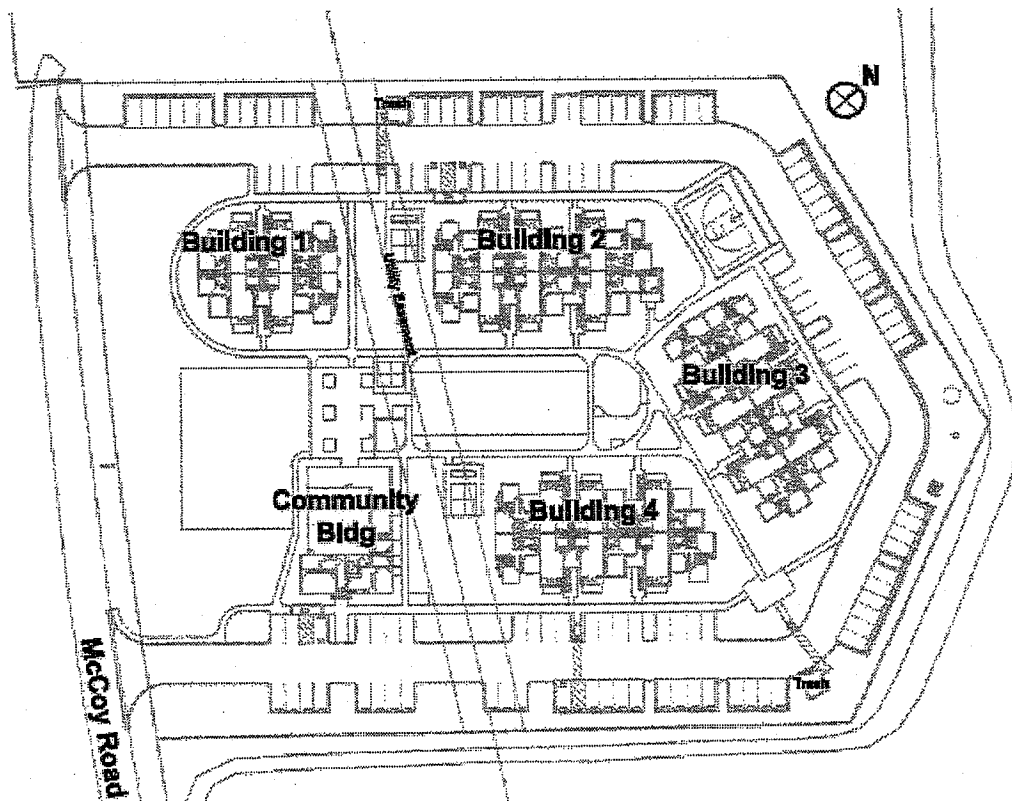 N
Trash
Building 1
Building 2
Utility Easement
Building 3
Community
Bldg
Building 4
McCoy Road
Trash